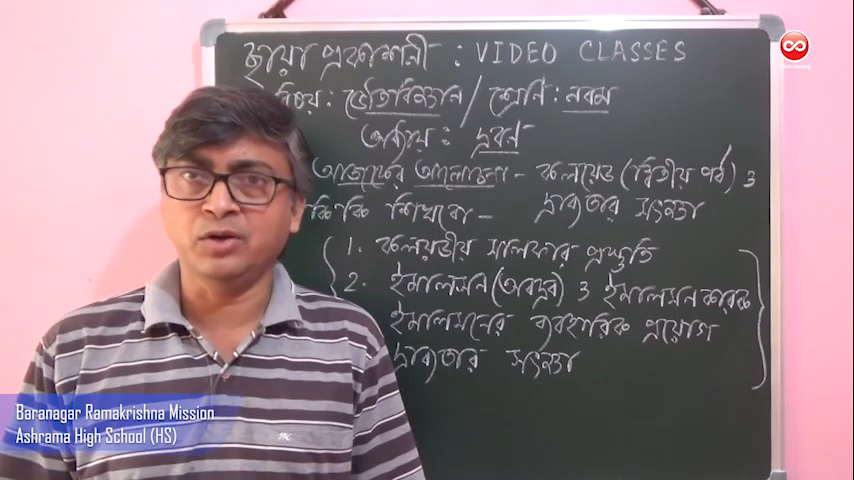 ছায়া প্রকাশনী : VIDEO CLASSES
বিষয় : ভৌতবিজ্ঞান / শ্রেণি : নবম
অধ্যায় : দ্রবণ
আজকের আলোচনা - কলয়েড (দ্বিতীয় পর্ব) ও
কি কি শিখবো - দ্রাব্যতার সংজ্ঞা
1. কলয়ডীয় সালফার প্রস্তুতি
2. ইমালসন (অবদ্রব) ও ইমালসন কারক
ইমালসনের ব্যবহারিক প্রয়োগ
দ্রাব্যতার সংজ্ঞা
Baranagar Ramakrishna Mission
Ashrama High School (HS)